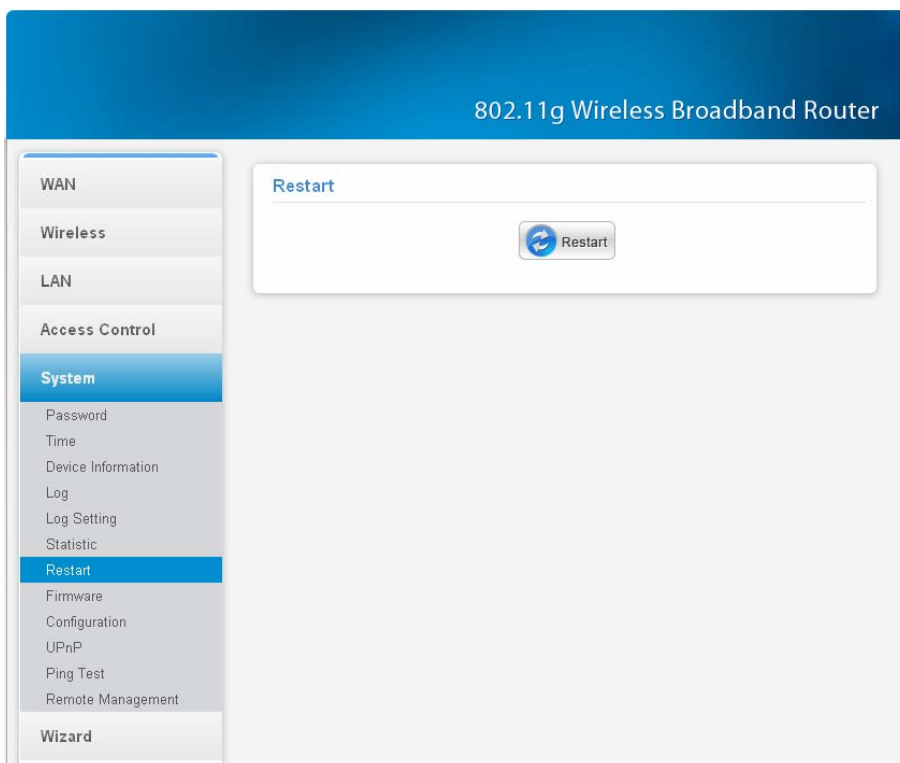 802.11g Wireless Broadband Router
WAN
Wireless
LAN
Access Control
System
Password
Time
Device Information
Log
Log Setting
Statistic
Restart
Firmware
Configuration
UPnP
Ping Test
Remote Management
Wizard
Restart
Restart